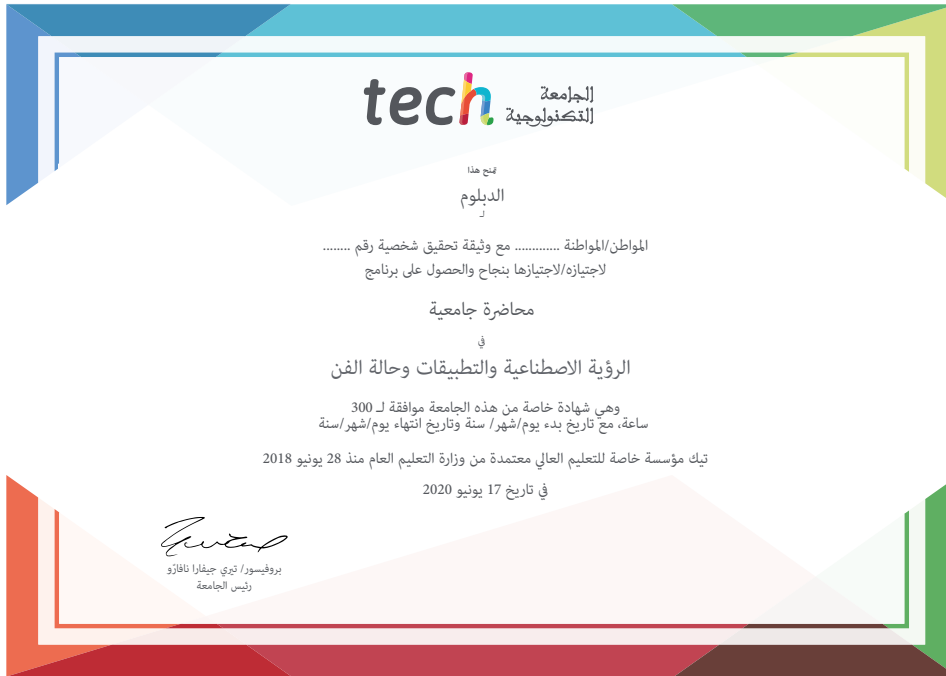 tech
الجامعة
التكنولوجية
تمنح هذا
الدبلوم
لـ
المواطن/المواطنة ............. مع وثيقة تحقيق شخصية رقم ........
لاجتيازه/لاجتيازها بنجاح والحصول على برنامج
محاضرة جامعية
في
الرؤية الاصطناعية والتطبيقات وحالة الفن
وهي شهادة خاصة من هذه الجامعة موافقة لـ 300
ساعة، مع تاريخ بدء يوم/شهر/ سنة وتاريخ انتهاء يوم/شهر/سنة
تيك مؤسسة خاصة للتعليم العالي معتمدة من وزارة التعليم العام منذ 28 يونيو 2018
في تاريخ 17 يونيو 2020
بروفيسور/ تيري جيفارا نافارّو
رئيس الجامعة